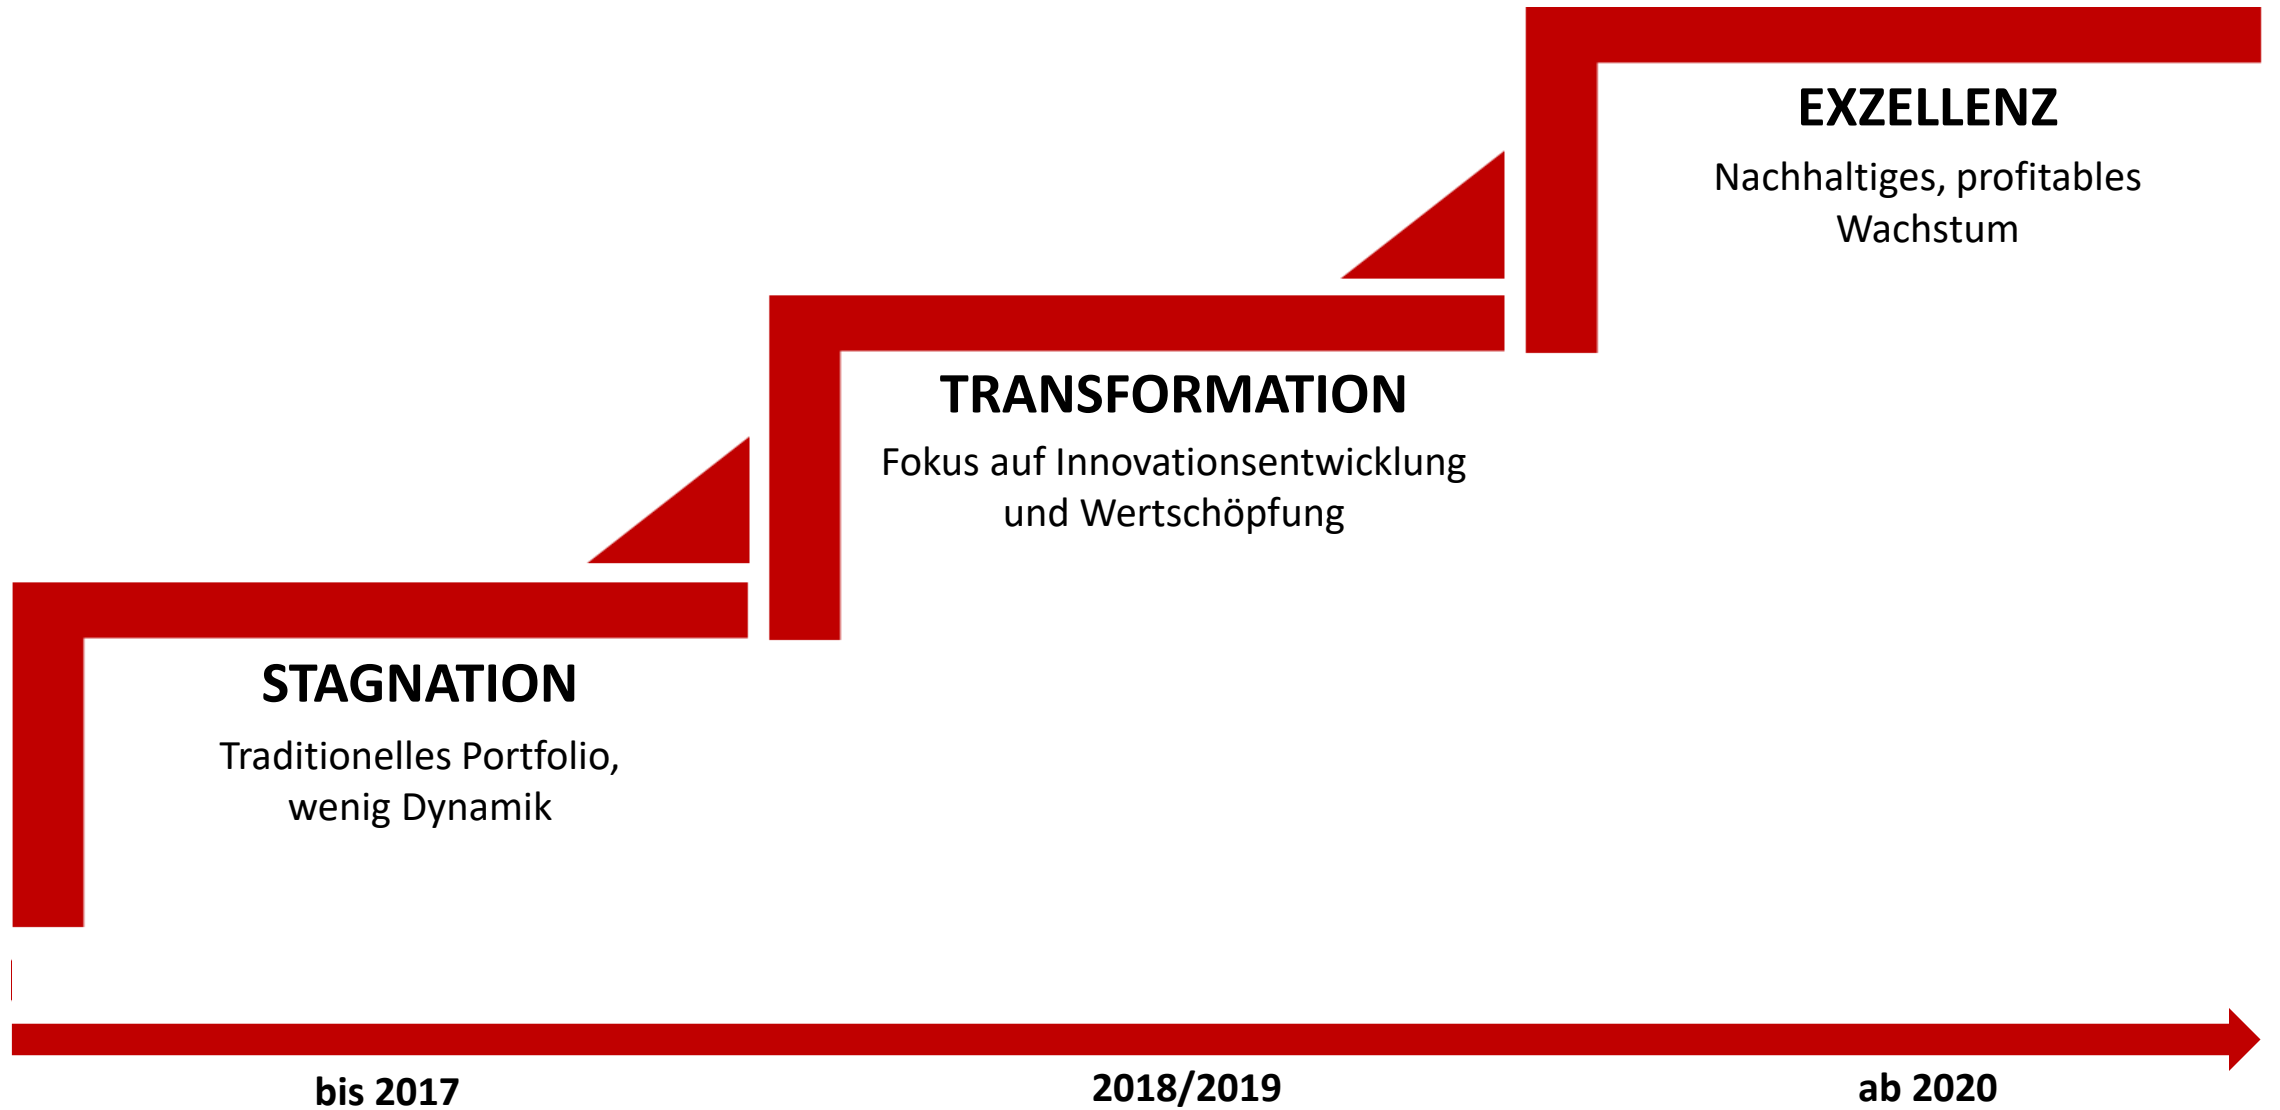 EXZELLENZ
Nachhaltiges, profitables
Wachstum
TRANSFORMATION
Fokus auf Innovationsentwicklung
und Wertschöpfung
STAGNATION
Traditionelles Portfolio,
wenig Dynamik
bis 2017
2018/2019
ab 2020